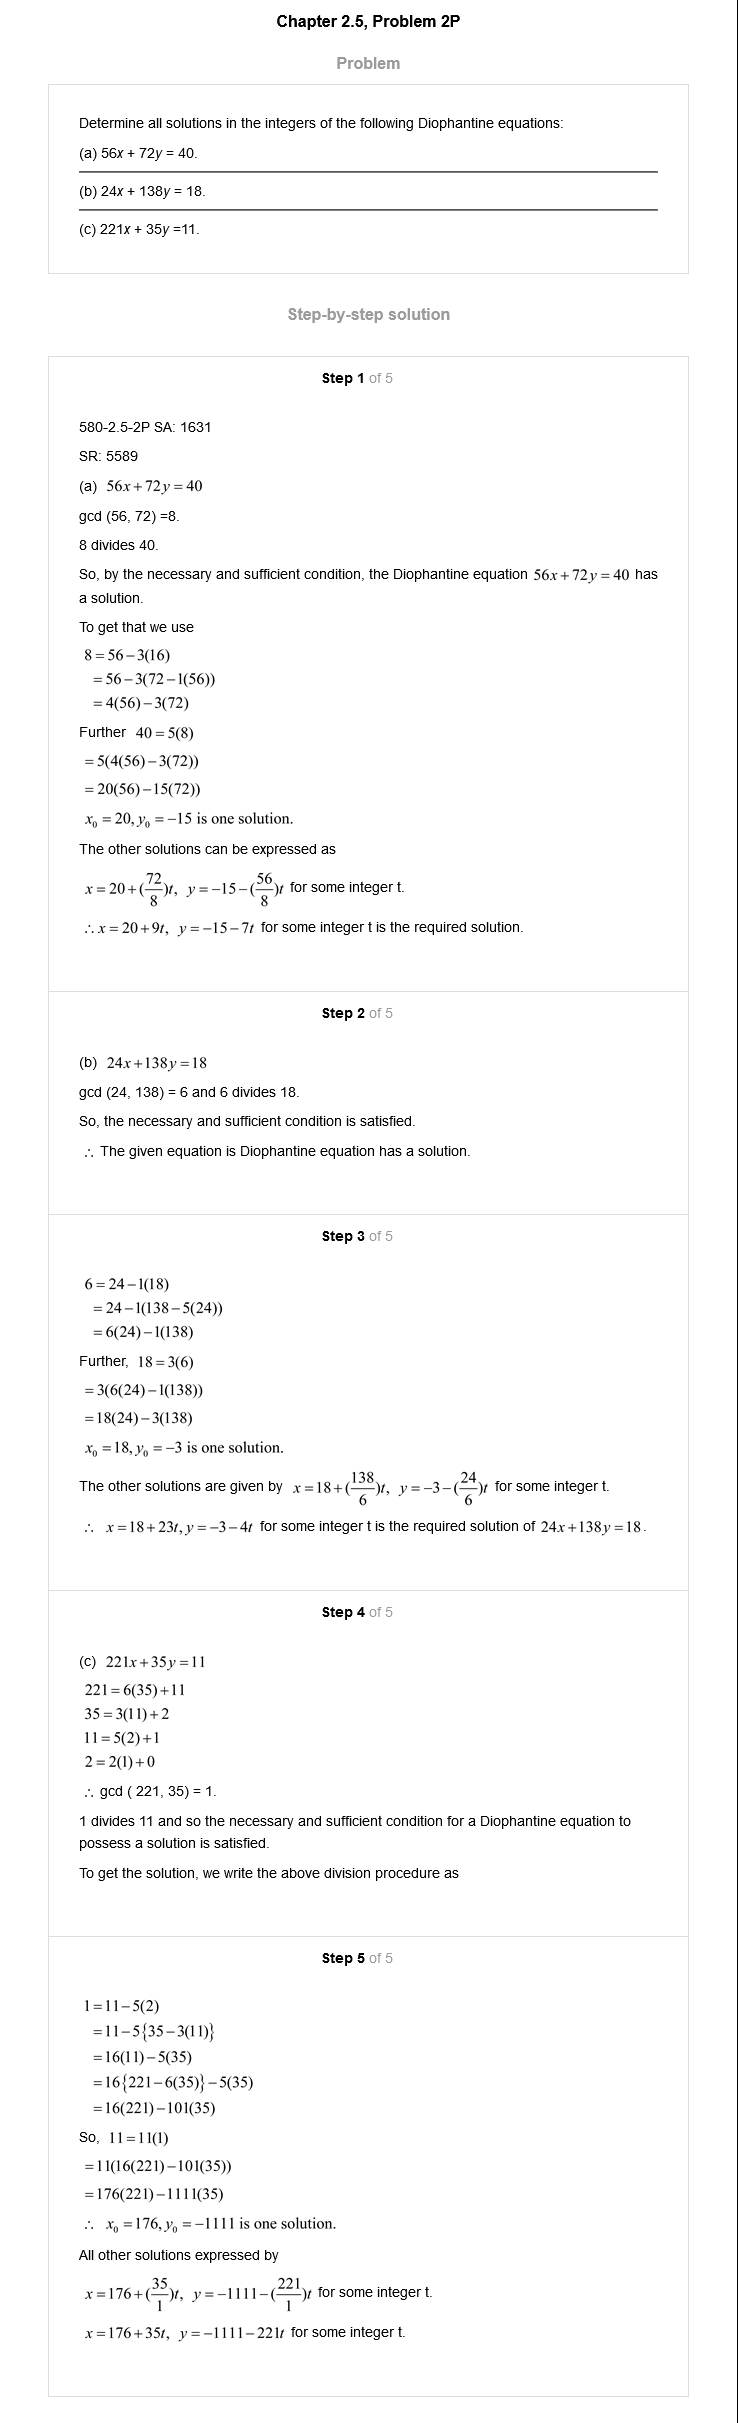 Chapter 2.5, Problem 2P
Problem
Determine all solutions in the integers of the following Diophantine equations:
(a) 56x + 72y = 40.
(b) 24x + 138y = 18.
(c) 221x + 35y =11.
Step-by-step solution
Step 1 of 5
580-2.5-2P SA: 1631
SR: 5589
(a) 56x + 72y = 40
gcd (56, 72) =8.
8 divides 40.
So, by the necessary and sufficient condition, the Diophantine equation 56x + 72y = 40 has
a solution.
To get that we use
8 = 56 − 3(16)
= 56 − 3(72 − 1(56))
= 4(56) − 3(72)
Further 40 = 5(8)
= 5(4(56) − 3(72))
= 20(56) − 15(72))
x₀ = 20, y₀ = −15 is one solution.
The other solutions can be expressed as
x = 20 + (72/8)t, y = −15 − (56/8)t for some integer t.
∴ x = 20 + 9t, y = −15 − 7t for some integer t is the required solution.
Step 2 of 5
(b) 24x + 138y = 18
gcd (24, 138) = 6 and 6 divides 18.
So, the necessary and sufficient condition is satisfied.
∴ The given equation is Diophantine equation has a solution.
Step 3 of 5
6 = 24 − 1(18)
= 24 − 1(138 − 5(24))
= 6(24) − 1(138)
Further, 18 = 3(6)
= 3(6(24) − 1(138))
= 18(24) − 3(138)
x₀ = 18, y₀ = −3 is one solution.
The other solutions are given by x = 18 + (138/6)t, y = −3 − (24/6)t for some integer t.
∴ x = 18 + 23t, y = −3 − 4t for some integer t is the required solution of 24x + 138y = 18.
Step 4 of 5
(c) 221x + 35y = 11
221 = 6(35) + 11
35 = 3(11) + 2
11 = 5(2) + 1
2 = 2(1) + 0
∴ gcd ( 221, 35) = 1.
1 divides 11 and so the necessary and sufficient condition for a Diophantine equation to
possess a solution is satisfied.
To get the solution, we write the above division procedure as
Step 5 of 5
1 = 11 − 5(2)
= 11 − 5{35 − 3(11)}
= 16(11) − 5(35)
= 16{221 − 6(35)} − 5(35)
= 16(221) − 101(35)
So, 11 = 11(1)
= 11(16(221) − 101(35))
= 176(221) − 1111(35)
∴ x₀ = 176, y₀ = −1111 is one solution.
All other solutions expressed by
x = 176 + (35/1)t, y = −1111 − (221/1)t for some integer t.
x = 176 + 35t, y = −1111 − 221t for some integer t.